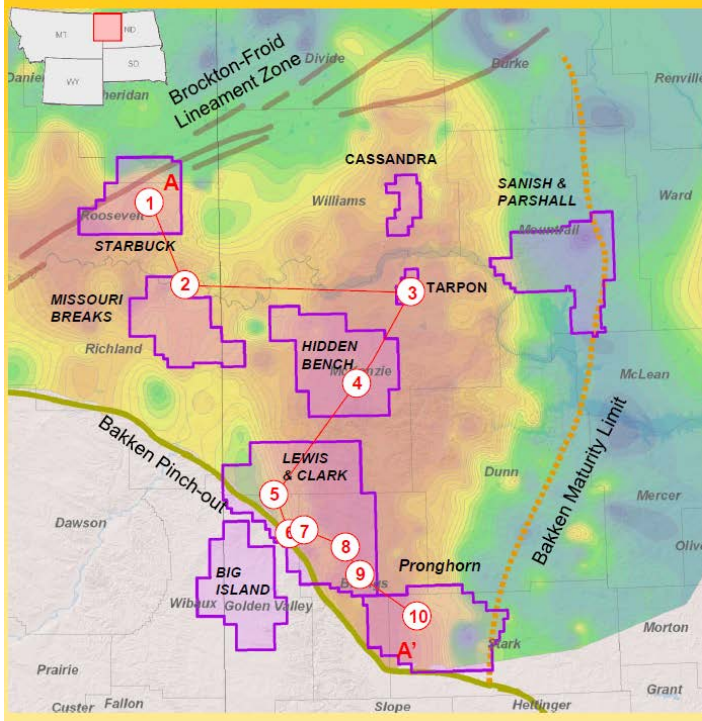 MT
ND
SD
WY
Daniel
Sheridan
Divide
Burke
Renville
Brockton-Froid
Lineament Zone
CASSANDRA
SANISH &
PARSHALL
Ward
A
1
Roosevelt
Williams
Mountrail
STARBUCK
2
3
TARPON
MISSOURI
BREAKS
Richland
HIDDEN
BENCH
McKenzie
4
McLean
Bakken Pinch-out
LEWIS
& CLARK
Dunn
Bakken Maturity Limit
Mercer
5
Dawson
6
7
8
Oliver
9
Billings
Pronghorn
BIG
ISLAND
Wibaux
Golden Valley
10
Morton
A'
Stark
Prairie
Grant
Custer
Fallon
Slope
Hettinger